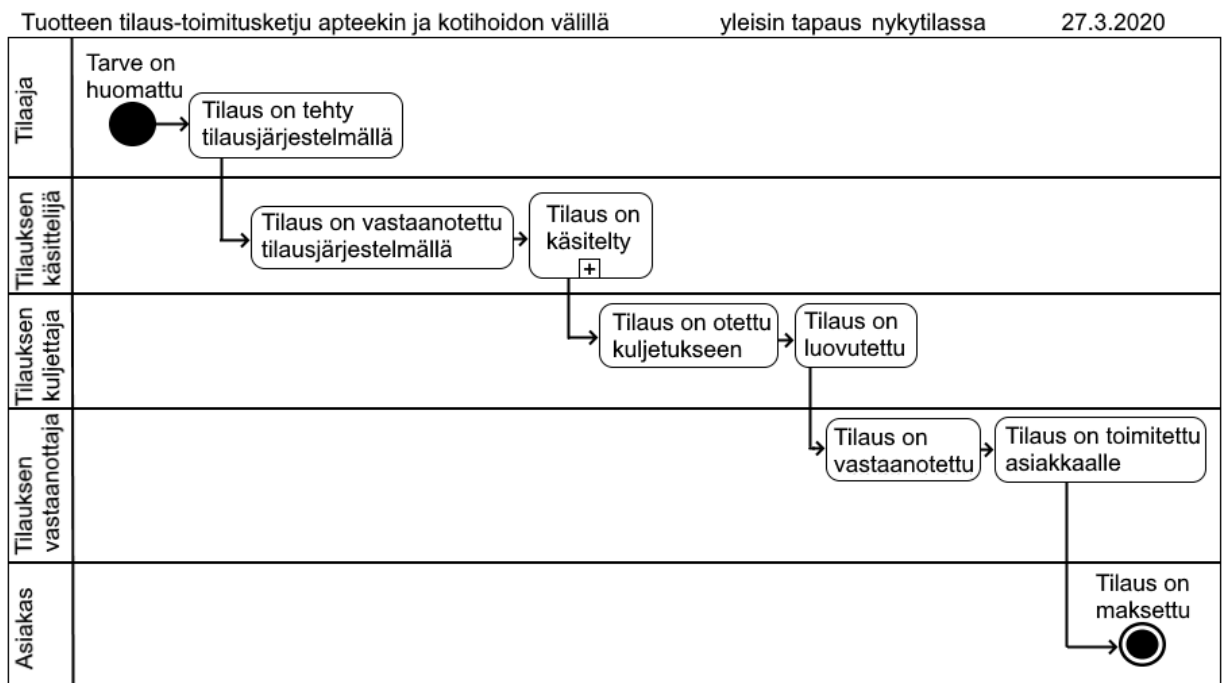 Tuotteen tilaus-toimitusketju apteekin ja kotihoidon välillä yleisin tapaus nykytilassa 27.3.2020
Tilaaja
Tarve on
huomattu
Tilaus on tehty
tilausjärjestelmällä
Tilauksen
käsittelijä
Tilaus on vastaanotettu
tilausjärjestelmällä
Tilaus on
käsitelty
+
Tilauksen
kuljettaja
Tilaus on otettu
kuljetukseen
Tilaus on
luovutettu
Tilauksen
vastaanottaja
Tilaus on
vastaanotettu
Tilaus on toimitettu
asiakkaalle
Asiakas
Tilaus on
maksettu